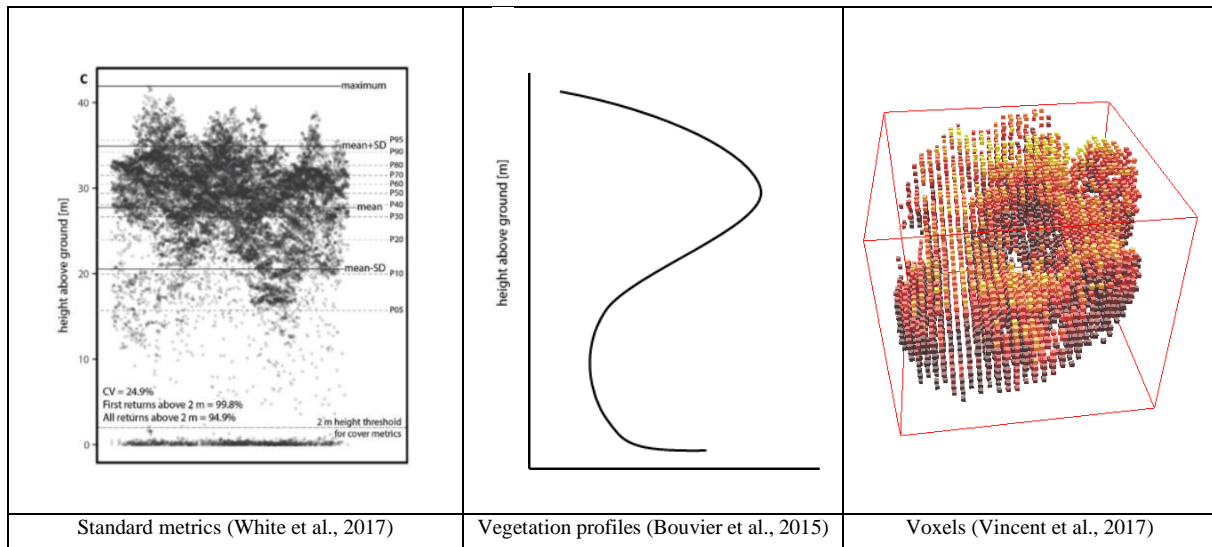 c
maximum
40
P95
mean+SD
P90
P80
P70
P60
30
P50
mean
P40
P30
P20
mean-SD
20
P10
P05
10
CV = 24.9%
First returns above 2 m = 99.8%
All returns above 2 m = 94.9%
2 m height threshold
for cover metrics
0
height above ground [m]
height above ground [m]
Standard metrics (White et al., 2017)
Vegetation profiles (Bouvier et al., 2015)
Voxels (Vincent et al., 2017)